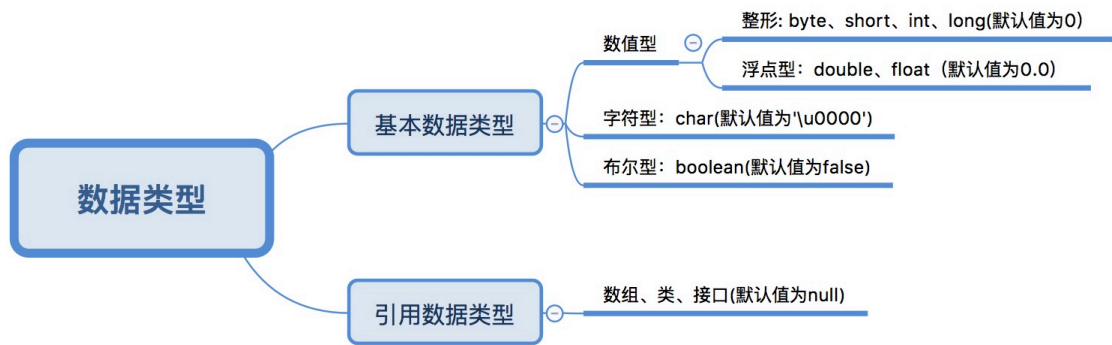 数据类型
基本数据类型
数值型
整形: byte、short、int、long(默认值为0)
浮点型：double、float（默认值为0.0）
字符型：char(默认值为'\u0000')
布尔型：boolean(默认值为false)
引用数据类型
数组、类、接口(默认值为null)